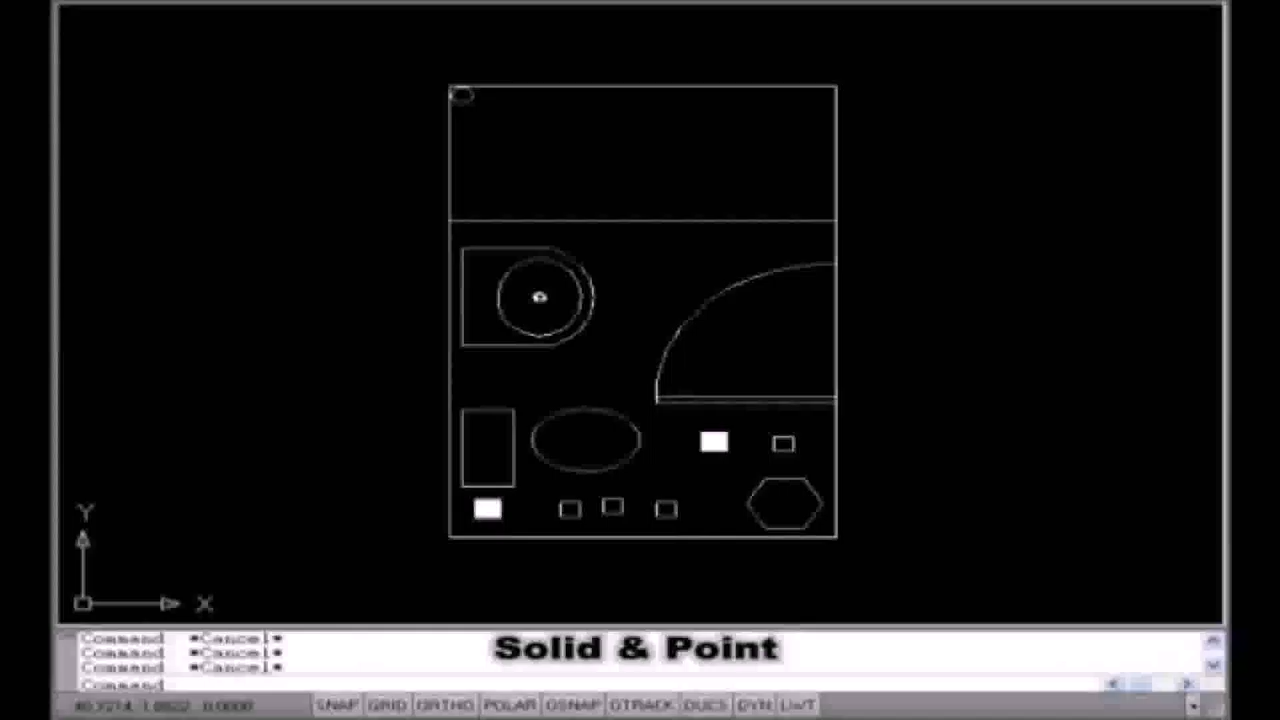 Y
X
Command *Cancel*
Command *Cancel*
Command *Cancel*
Command
Solid & Point
SNAP GRID ORTHO POLAR OSNAP OTRACK DUCS DYN LWT